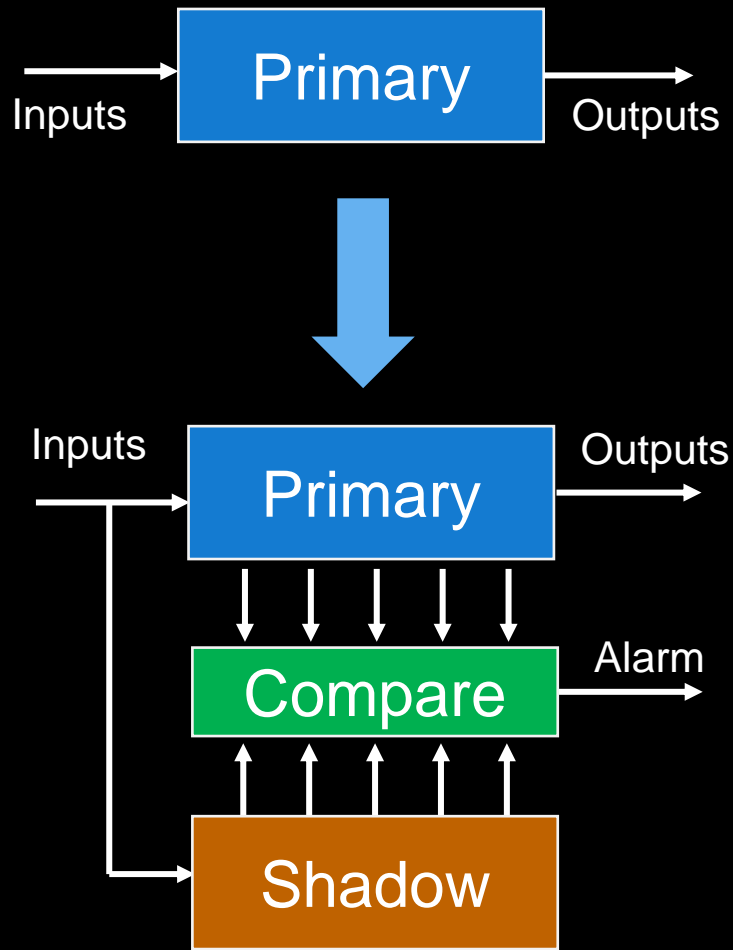 Primary
Inputs
Outputs
Inputs
Outputs
Primary
Alarm
Compare
Shadow